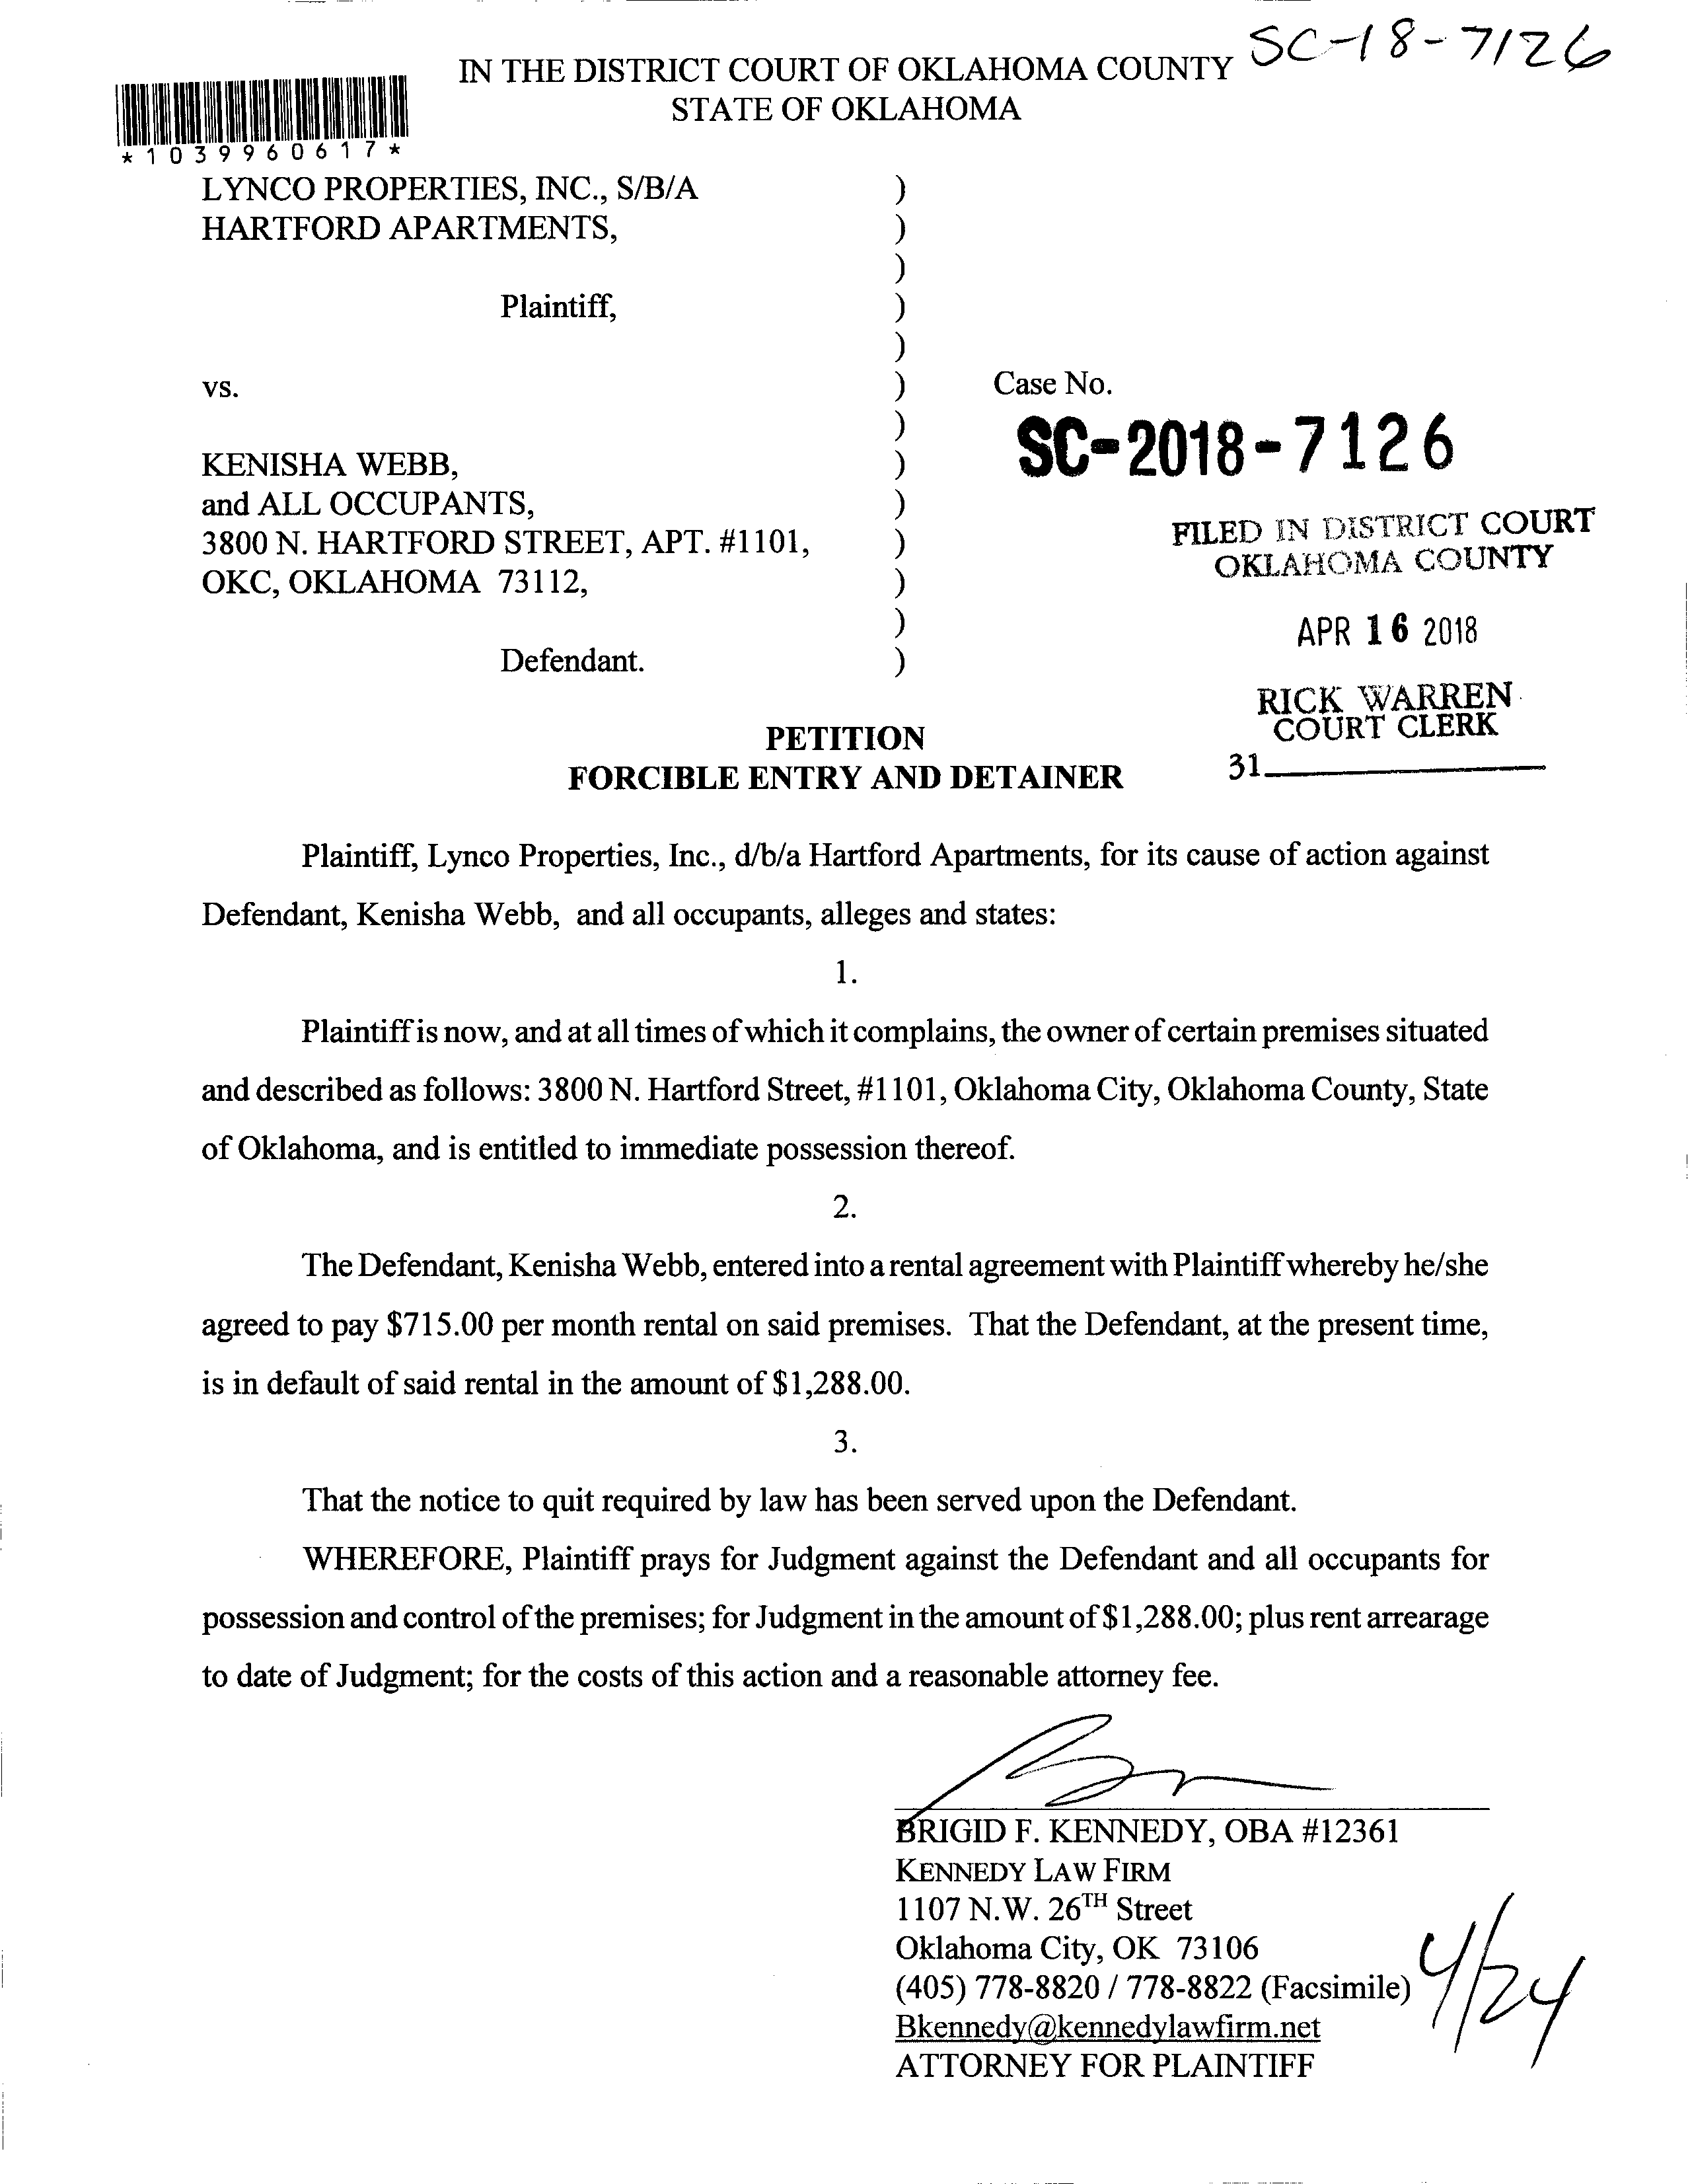 SC-18-7126
IN THE DISTRICT COURT OF OKLAHOMA COUNTY
STATE OF OKLAHOMA
*1039960617*
LYNCO PROPERTIES, INC., S/B/A )
HARTFORD APARTMENTS, )
)
Plaintiff, )
)
vs. ) Case No.
)
SC-2018-7126
KENISHA WEBB, )
and ALL OCCUPANTS, )
3800 N. HARTFORD STREET, APT. #1101, )
OKC, OKLAHOMA 73112, )
)
Defendant. )
FILED IN DISTRICT COURT
OKLAHOMA COUNTY
APR 16 2018
RICK WARREN
COURT CLERK
31
PETITION
FORCIBLE ENTRY AND DETAINER
Plaintiff, Lynco Properties, Inc., d/b/a Hartford Apartments, for its cause of action against
Defendant, Kenisha Webb, and all occupants, alleges and states:
1.
Plaintiff is now, and at all times of which it complains, the owner of certain premises situated
and described as follows: 3800 N. Hartford Street, #1101, Oklahoma City, Oklahoma County, State
of Oklahoma, and is entitled to immediate possession thereof.
2.
The Defendant, Kenisha Webb, entered into a rental agreement with Plaintiff whereby he/she
agreed to pay $715.00 per month rental on said premises. That the Defendant, at the present time,
is in default of said rental in the amount of $1,288.00.
3.
That the notice to quit required by law has been served upon the Defendant.
WHEREFORE, Plaintiff prays for Judgment against the Defendant and all occupants for
possession and control of the premises; for Judgment in the amount of $1,288.00; plus rent arrearage
to date of Judgment; for the costs of this action and a reasonable attorney fee.
BRIGID F. KENNEDY, OBA #12361
KENNEDY LAW FIRM
1107 N.W. 26TH Street
Oklahoma City, OK 73106
(405) 778-8820 / 778-8822 (Facsimile)
Bkennedy@kennedylawfirm.net
ATTORNEY FOR PLAINTIFF
4/24